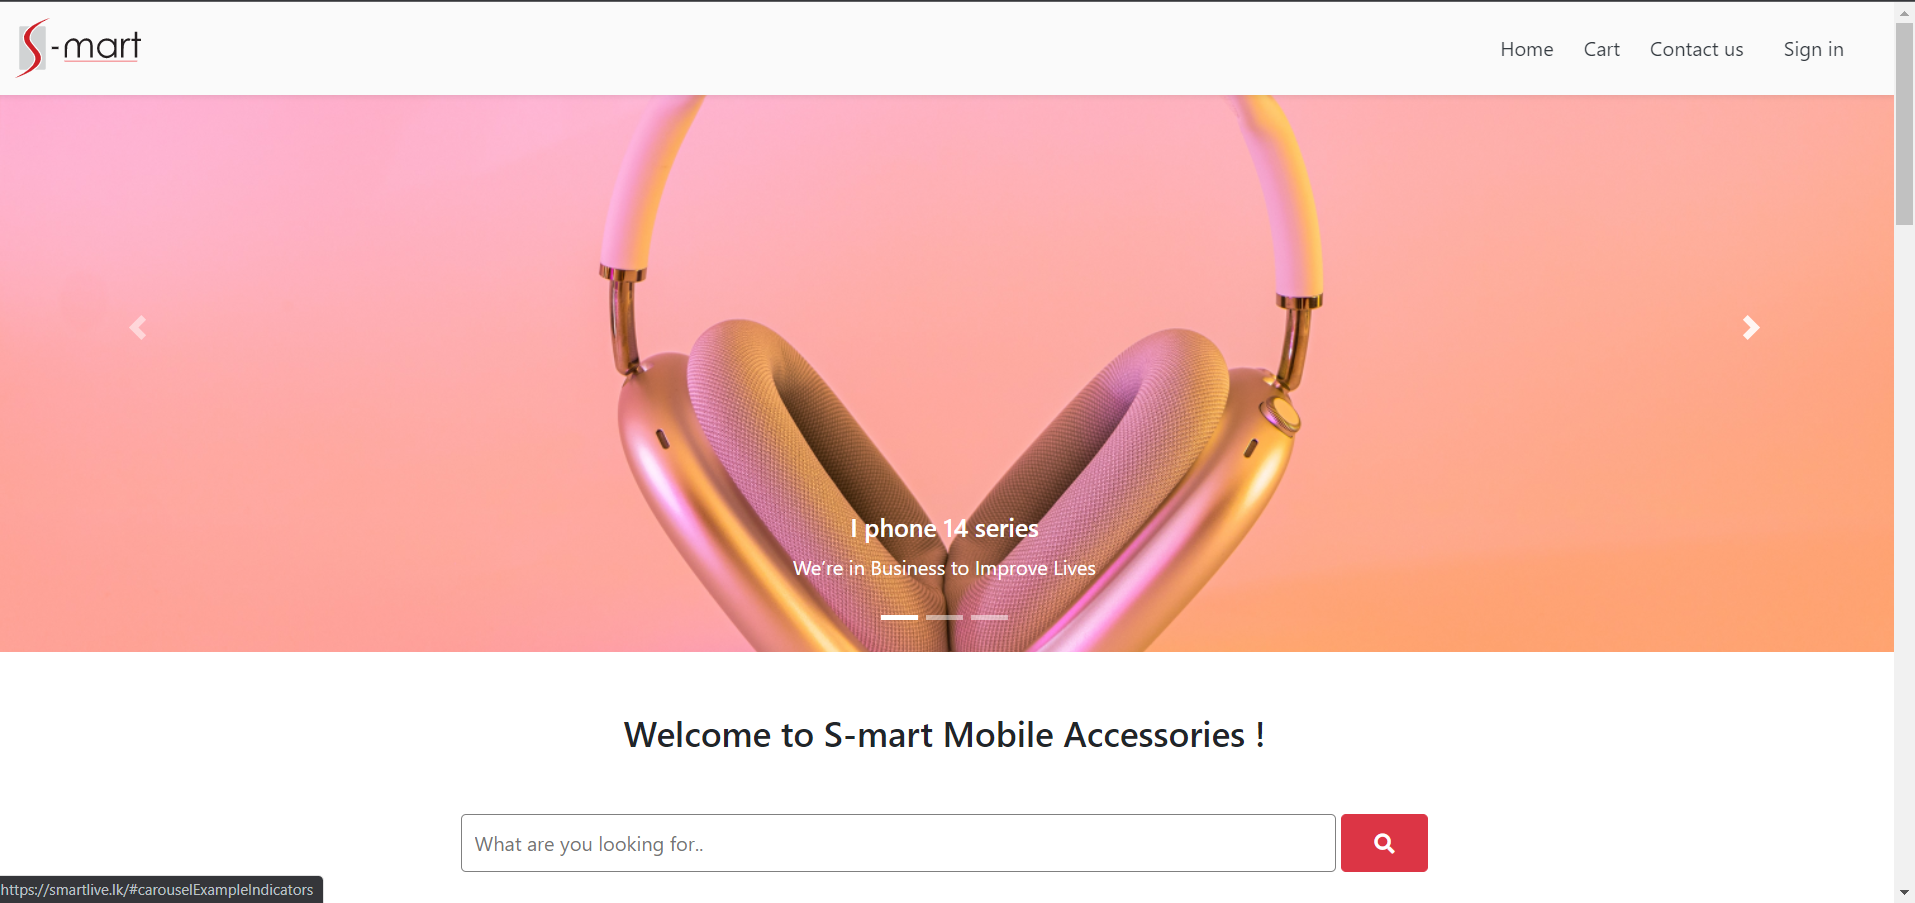 S-mart
Home Cart Contact us Sign in
I phone 14 series
We’re in Business to Improve Lives
Welcome to S-mart Mobile Accessories !
What are you looking for..
https://smartlive.lk/#carouselExampleIndicators